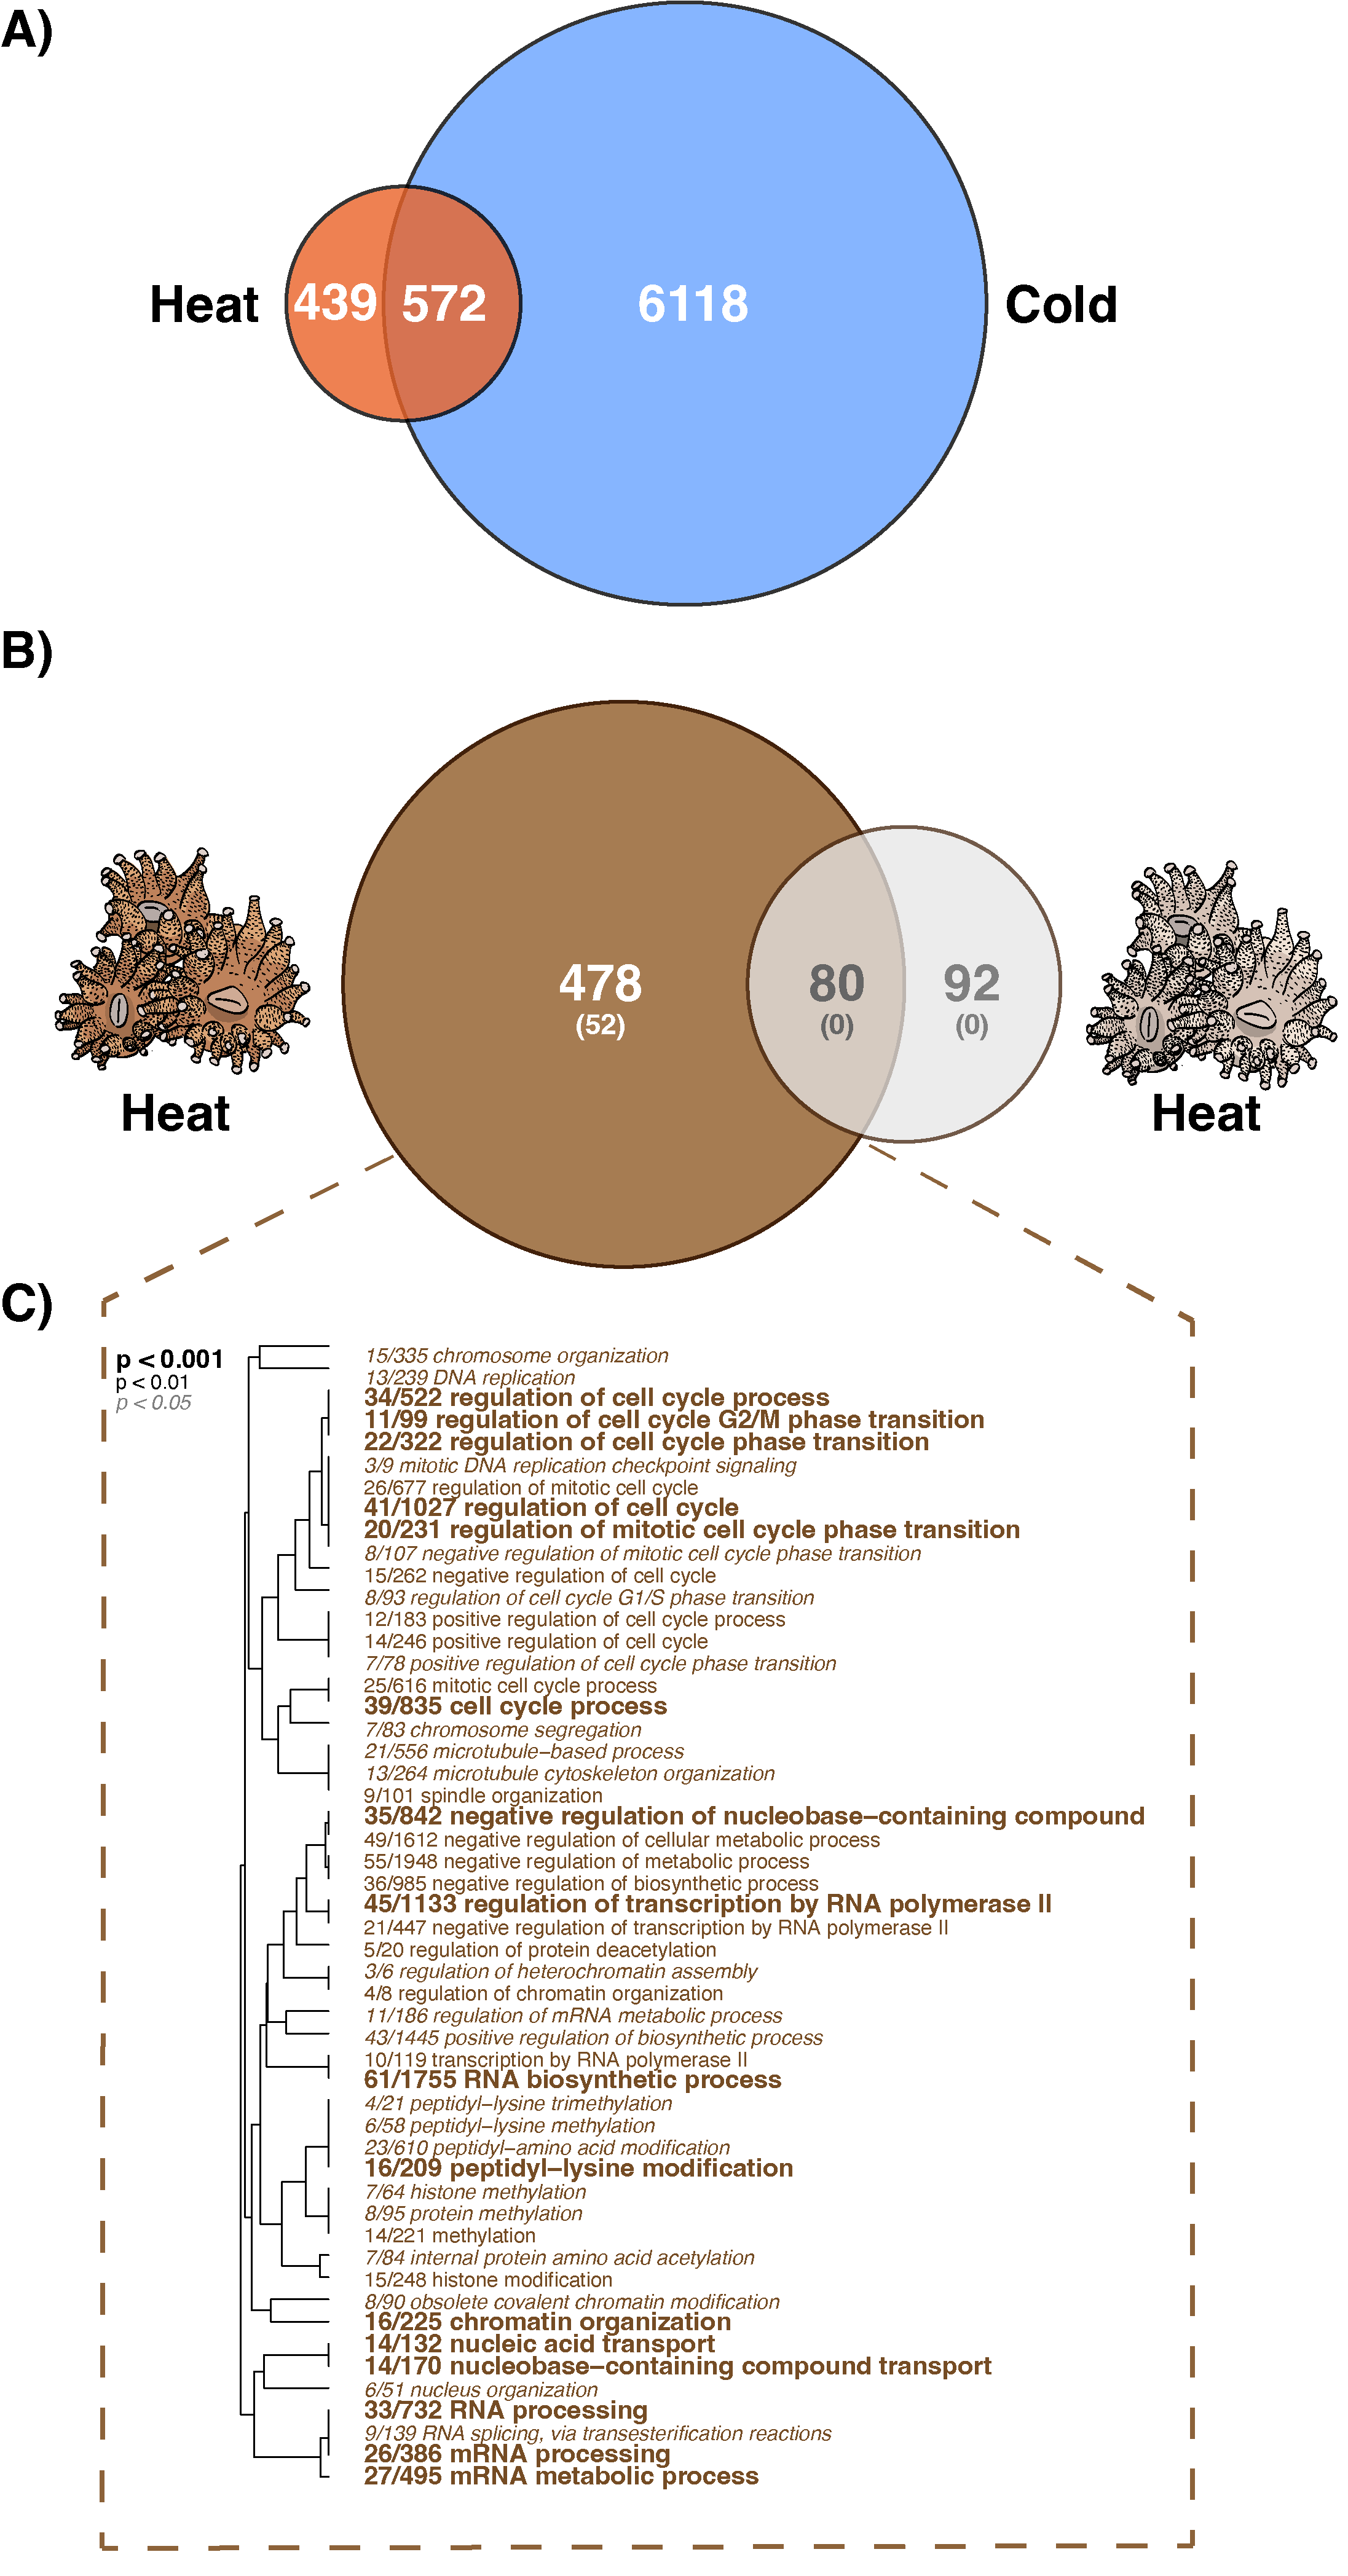 A)
Heat
439
572
6118
Cold
B)
478
(52)
80
(0)
92
(0)
Heat
Heat
C)
p < 0.001
p < 0.01
p < 0.05
15/335 chromosome organization
13/239 DNA replication
34/522 regulation of cell cycle process
11/99 regulation of cell cycle G2/M phase transition
22/322 regulation of cell cycle phase transition
3/9 mitotic DNA replication checkpoint signaling
26/677 regulation of mitotic cell cycle
41/1027 regulation of cell cycle
20/231 regulation of mitotic cell cycle phase transition
8/107 negative regulation of mitotic cell cycle phase transition
15/262 negative regulation of cell cycle
8/93 regulation of cell cycle G1/S phase transition
12/183 positive regulation of cell cycle process
14/246 positive regulation of cell cycle
7/78 positive regulation of cell cycle phase transition
25/616 mitotic cell cycle process
39/835 cell cycle process
7/83 chromosome segregation
21/556 microtubule−based process
13/264 microtubule cytoskeleton organization
9/101 spindle organization
35/842 negative regulation of nucleobase−containing compound
49/1612 negative regulation of cellular metabolic process
55/1948 negative regulation of metabolic process
36/985 negative regulation of biosynthetic process
45/1133 regulation of transcription by RNA polymerase II
21/447 negative regulation of transcription by RNA polymerase II
5/20 regulation of protein deacetylation
3/6 regulation of heterochromatin assembly
4/8 regulation of chromatin organization
11/186 regulation of mRNA metabolic process
43/1445 positive regulation of biosynthetic process
10/119 transcription by RNA polymerase II
61/1755 RNA biosynthetic process
4/21 peptidyl−lysine trimethylation
6/58 peptidyl−lysine methylation
23/610 peptidyl−amino acid modification
16/209 peptidyl−lysine modification
7/64 histone methylation
8/95 protein methylation
14/221 methylation
7/84 internal protein amino acid acetylation
15/248 histone modification
8/90 obsolete covalent chromatin modification
16/225 chromatin organization
14/132 nucleic acid transport
14/170 nucleobase−containing compound transport
6/51 nucleus organization
33/732 RNA processing
9/139 RNA splicing, via transesterification reactions
26/386 mRNA processing
27/495 mRNA metabolic process